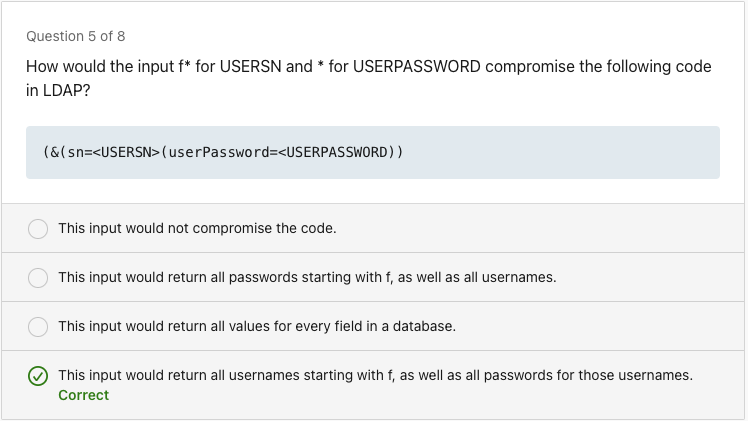 Question 5 of 8
How would the input f* for USERSN and * for USERPASSWORD compromise the following code
in LDAP?
(&(sn=<USERSN>(userPassword=<USERPASSWORD))
This input would not compromise the code.
This input would return all passwords starting with f, as well as all usernames.
This input would return all values for every field in a database.
This input would return all usernames starting with f, as well as all passwords for those usernames.
Correct